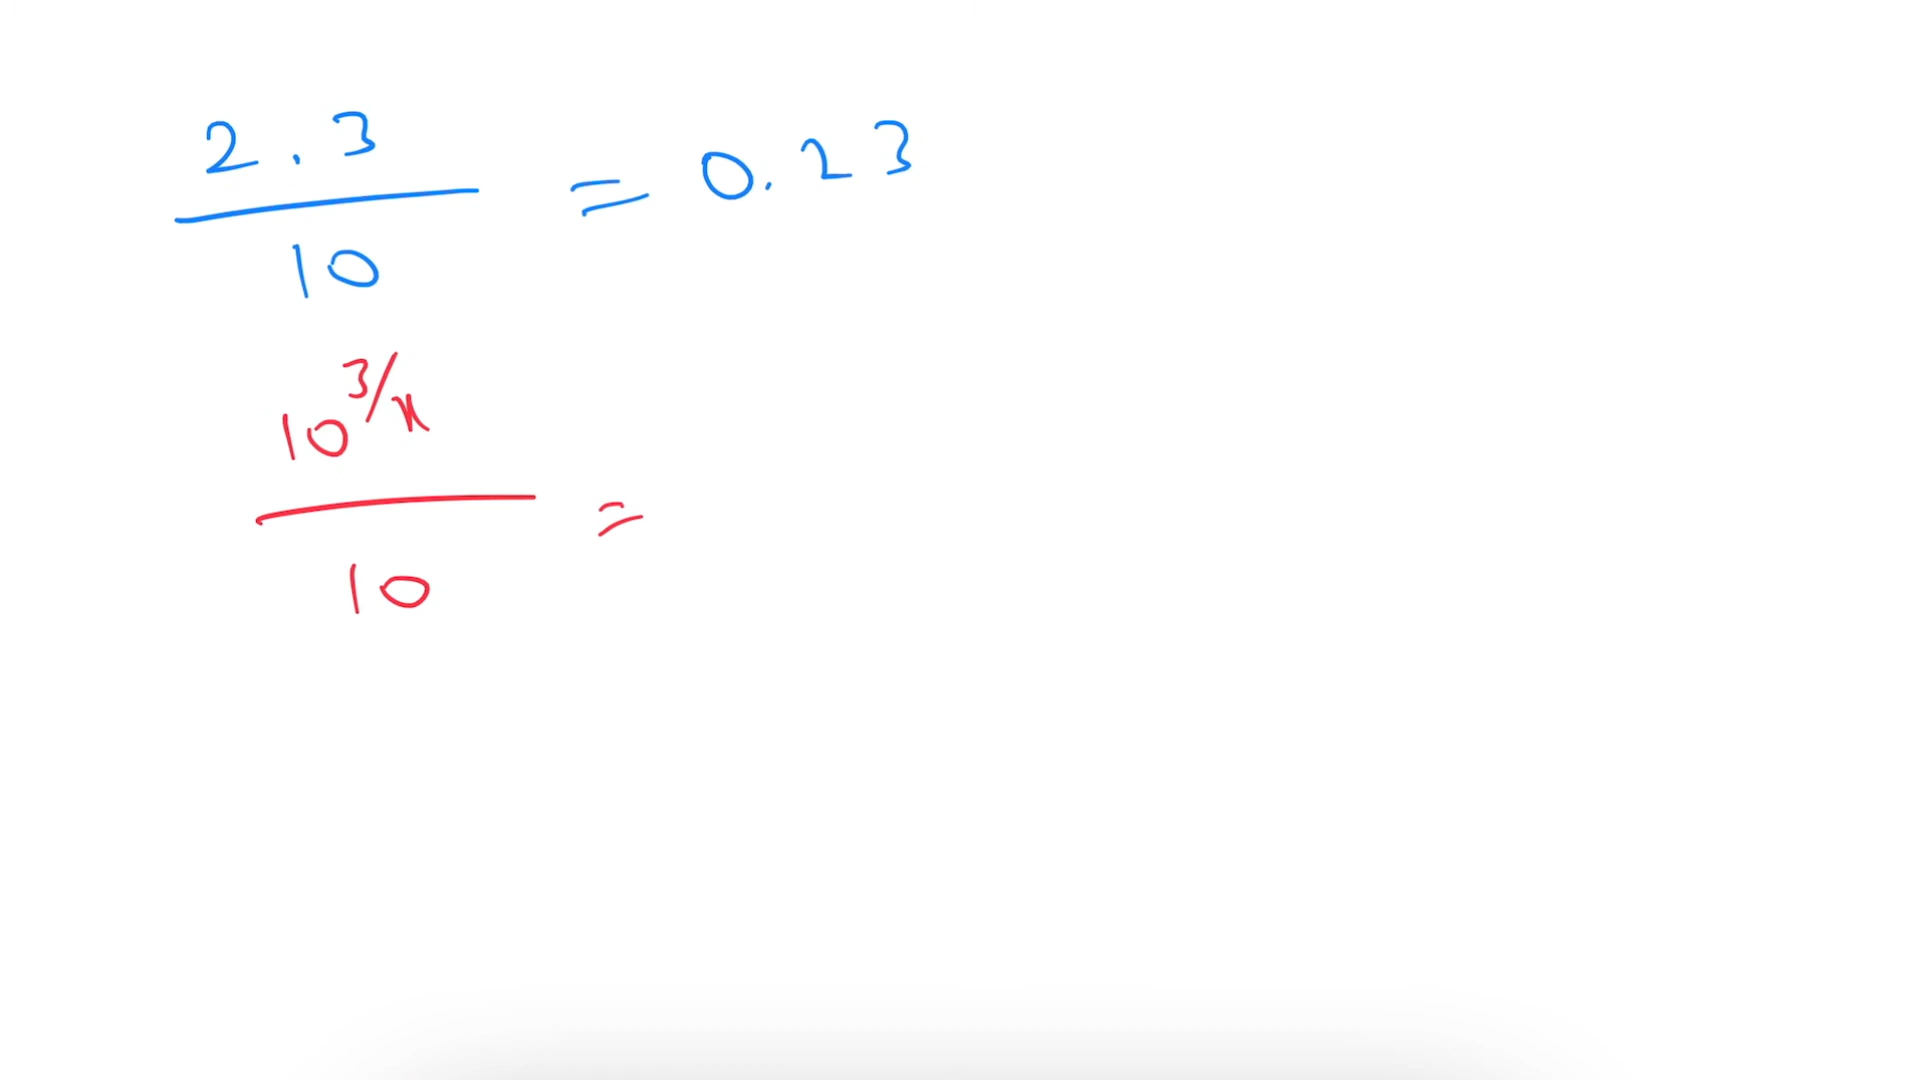 2.3/10 = 0.23
10^(3/x)/10 =